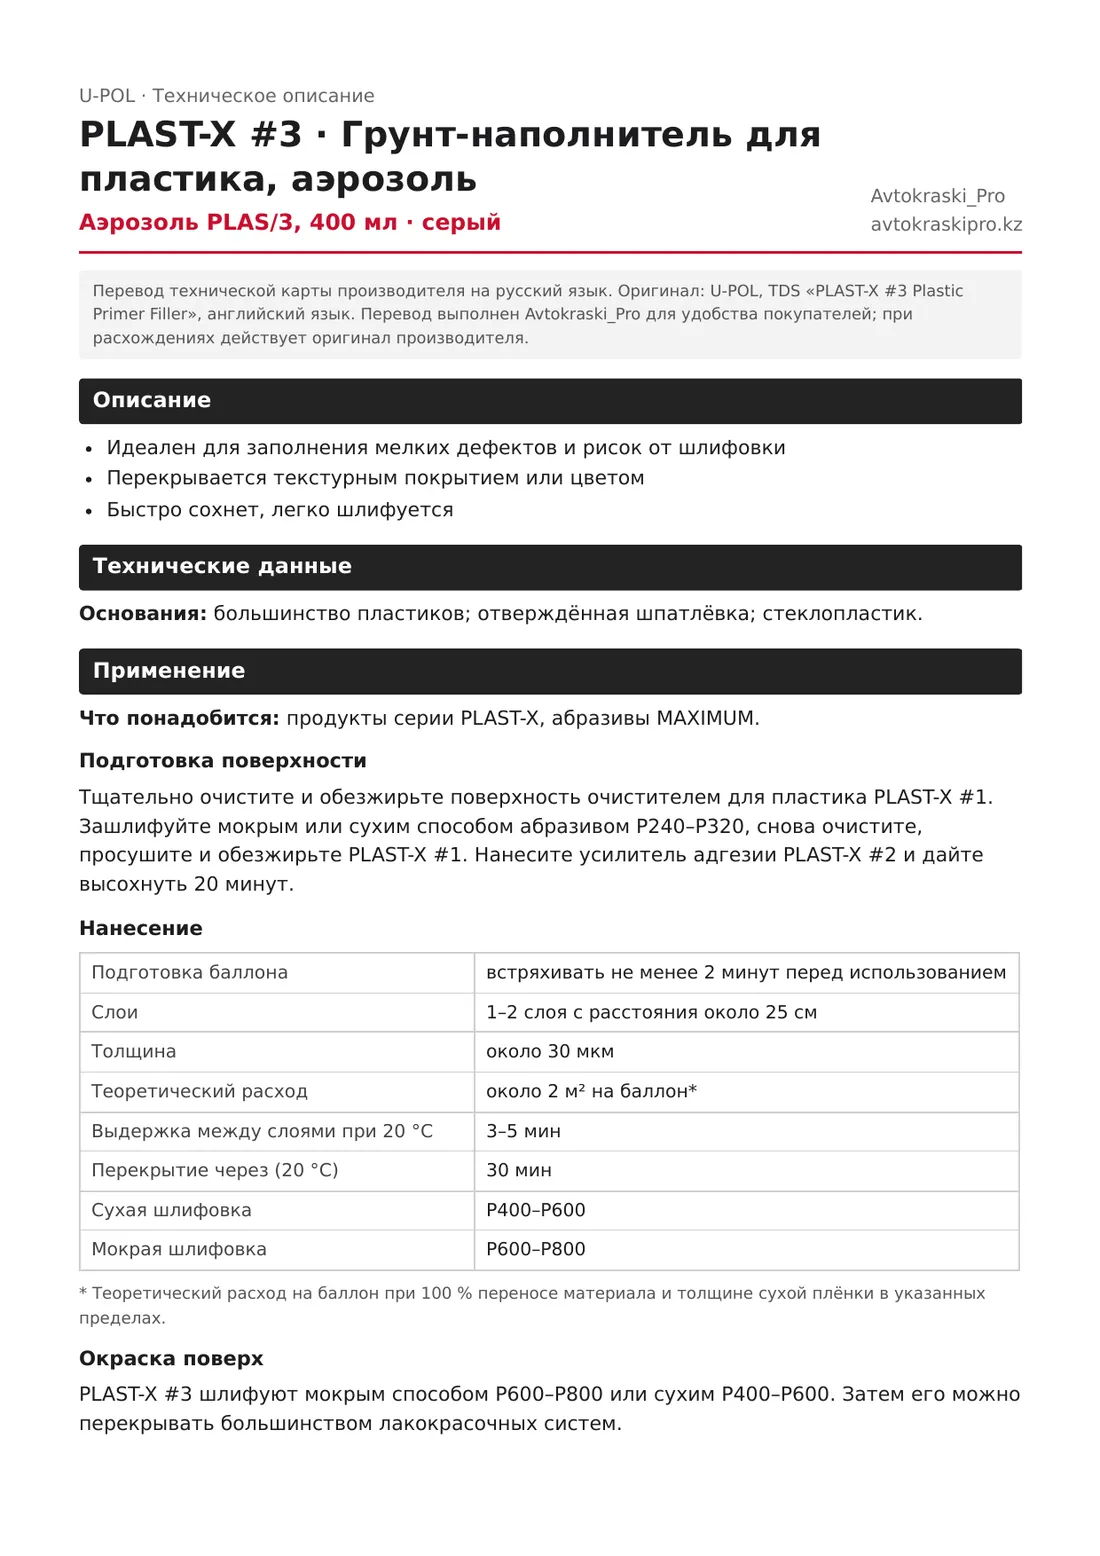 U-POL · Техническое описание
PLAST-X #3 · Грунт-наполнитель для
пластика, аэрозоль
Аэрозоль PLAS/3, 400 мл · серый
Avtokraski_Pro
avtokraskipro.kz
Перевод технической карты производителя на русский язык. Оригинал: U-POL, TDS «PLAST-X #3 Plastic
Primer Filler», английский язык. Перевод выполнен Avtokraski_Pro для удобства покупателей; при
расхождениях действует оригинал производителя.
Описание
• Идеален для заполнения мелких дефектов и рисок от шлифовки
• Перекрывается текстурным покрытием или цветом
• Быстро сохнет, легко шлифуется
Технические данные
Основания: большинство пластиков; отверждённая шпатлёвка; стеклопластик.
Применение
Что понадобится: продукты серии PLAST-X, абразивы MAXIMUM.
Подготовка поверхности
Тщательно очистите и обезжирьте поверхность очистителем для пластика PLAST-X #1.
Зашлифуйте мокрым или сухим способом абразивом P240–P320, снова очистите,
просушите и обезжирьте PLAST-X #1. Нанесите усилитель адгезии PLAST-X #2 и дайте
высохнуть 20 минут.
Нанесение
Подготовка баллона встряхивать не менее 2 минут перед использованием
Слои 1–2 слоя с расстояния около 25 см
Толщина около 30 мкм
Теоретический расход около 2 м² на баллон*
Выдержка между слоями при 20 °C 3–5 мин
Перекрытие через (20 °C) 30 мин
Сухая шлифовка P400–P600
Мокрая шлифовка P600–P800
* Теоретический расход на баллон при 100 % переносе материала и толщине сухой плёнки в указанных
пределах.
Окраска поверх
PLAST-X #3 шлифуют мокрым способом P600–P800 или сухим P400–P600. Затем его можно
перекрывать большинством лакокрасочных систем.